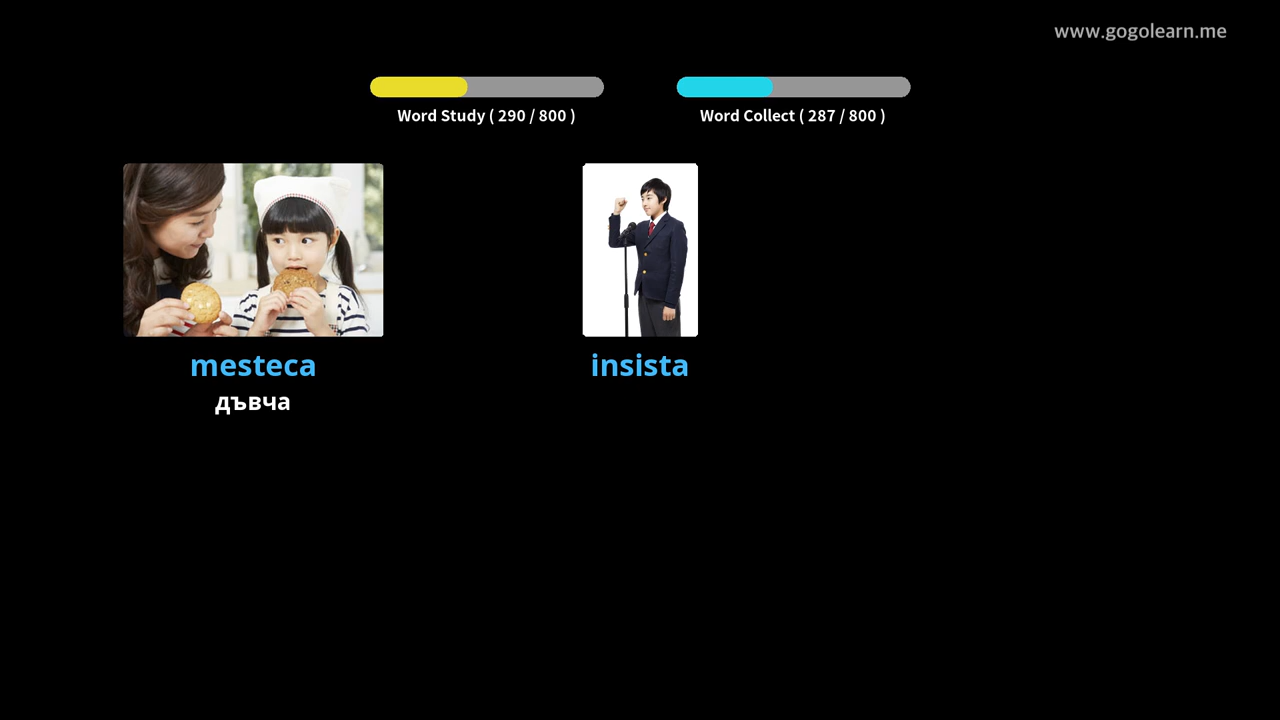 www.gogolearn.me
Word Study ( 290 / 800 )
Word Collect ( 287 / 800 )
mesteca
insista
дъвча